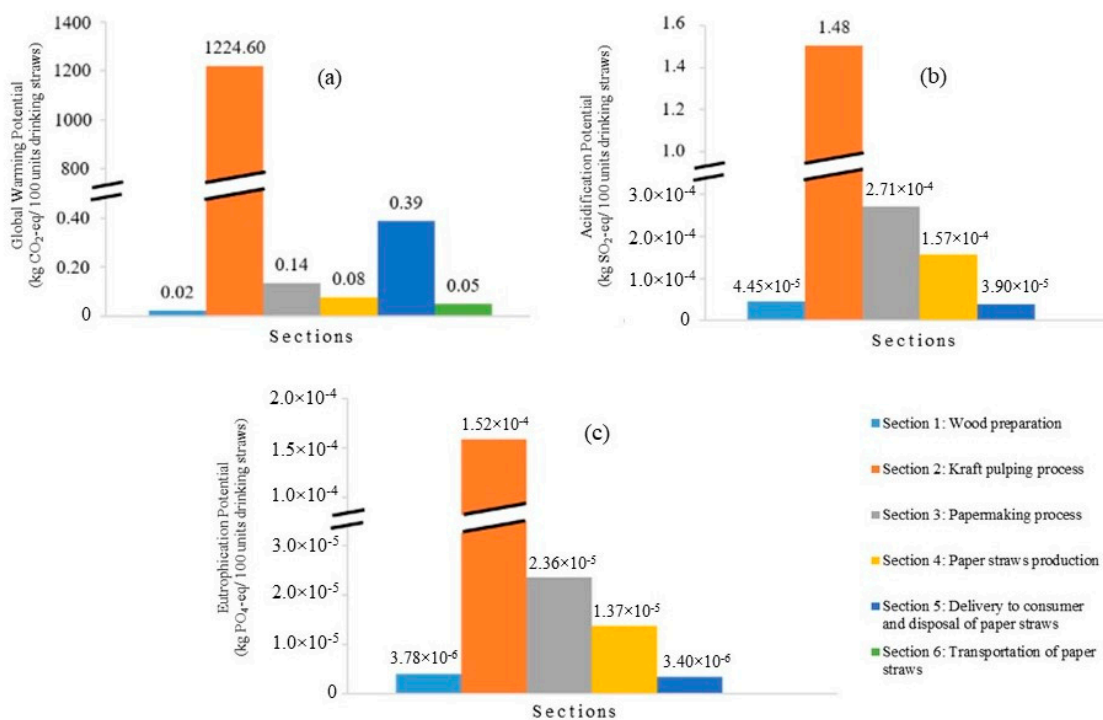 Global Warming Potential
(kg CO₂-eq/ 100 units drinking straws)
1400
1200
1000
800
0.40
0.20
0
1224.60
(a)
0.02
0.14
0.08
0.39
0.05
Sections
Acidification Potential
(kg SO₂-eq/ 100 units drinking straws)
1.6
1.4
1.2
1.0
3.0×10⁻⁴
2.0×10⁻⁴
1.0×10⁻⁴
0
1.48
(b)
4.45×10⁻⁵
2.71×10⁻⁴
1.57×10⁻⁴
3.90×10⁻⁵
Sections
Eutrophication Potential
(kg PO₄-eq/ 100 units drinking straws)
2.0×10⁻⁴
1.5×10⁻⁴
1.0×10⁻⁴
3.0×10⁻⁵
2.0×10⁻⁵
1.0×10⁻⁵
0
1.52×10⁻⁴
(c)
3.78×10⁻⁶
2.36×10⁻⁵
1.37×10⁻⁵
3.40×10⁻⁶
Sections
Section 1: Wood preparation
Section 2: Kraft pulping process
Section 3: Papermaking process
Section 4: Paper straws production
Section 5: Delivery to consumer
and disposal of paper straws
Section 6: Transportation of paper
straws